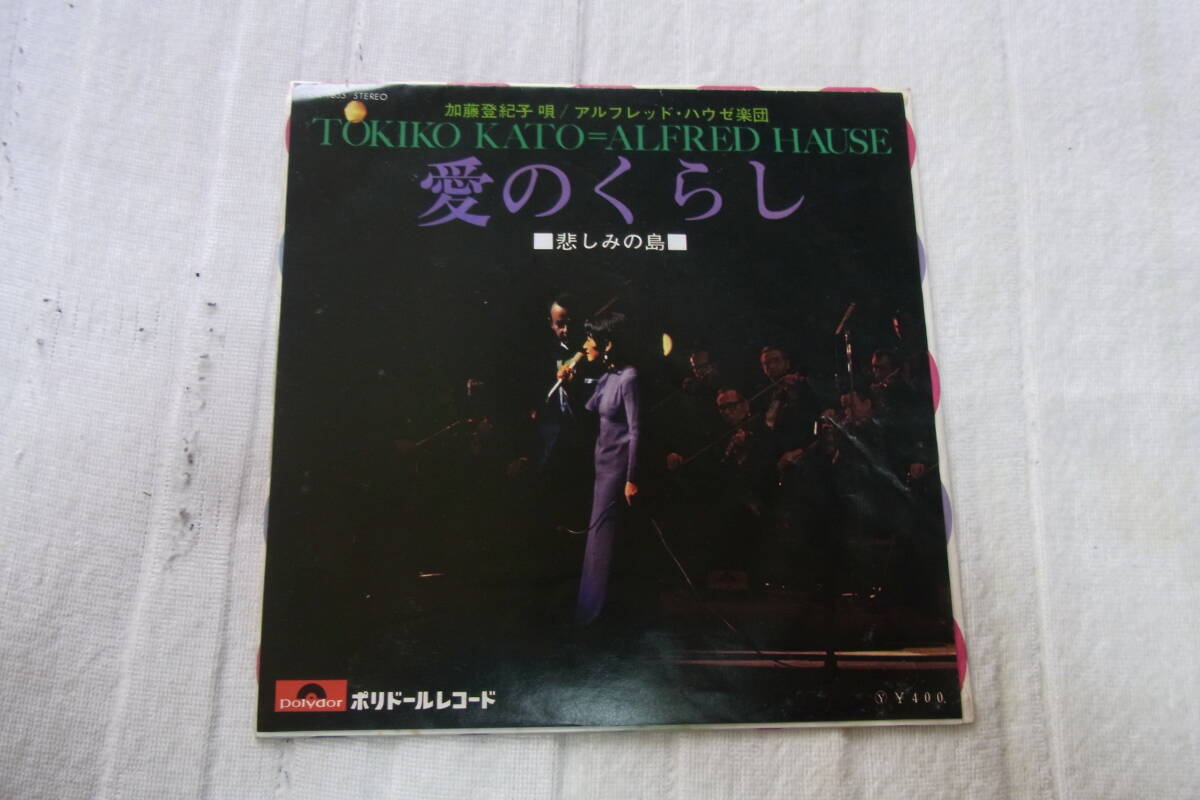 STEREO
加藤登紀子 唄/アルフレッド・ハウゼ楽団
TOKIKO KATO=ALFRED HAUSE
愛のくらし
■悲しみの島■
Polydor ポリドールレコード
Ⓨ¥400.